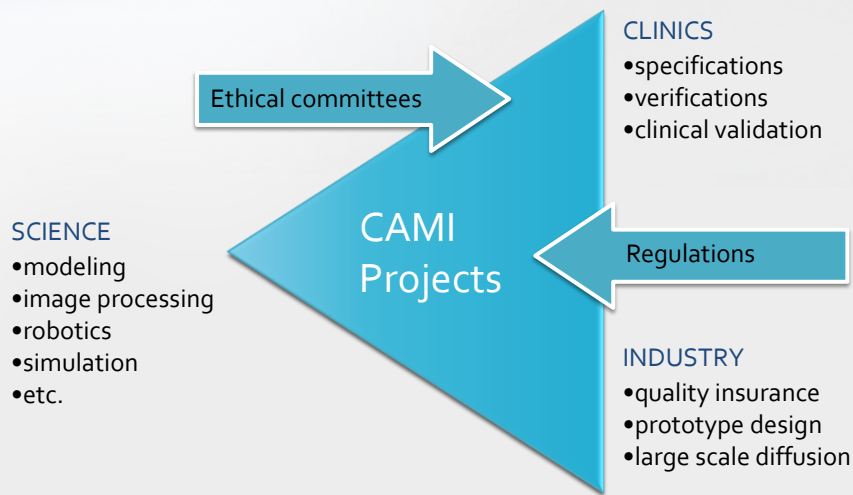 CLINICS
•specifications
•verifications
•clinical validation
Ethical committees
SCIENCE
•modeling
•image processing
•robotics
•simulation
•etc.
CAMI
Projects
Regulations
INDUSTRY
•quality insurance
•prototype design
•large scale diffusion